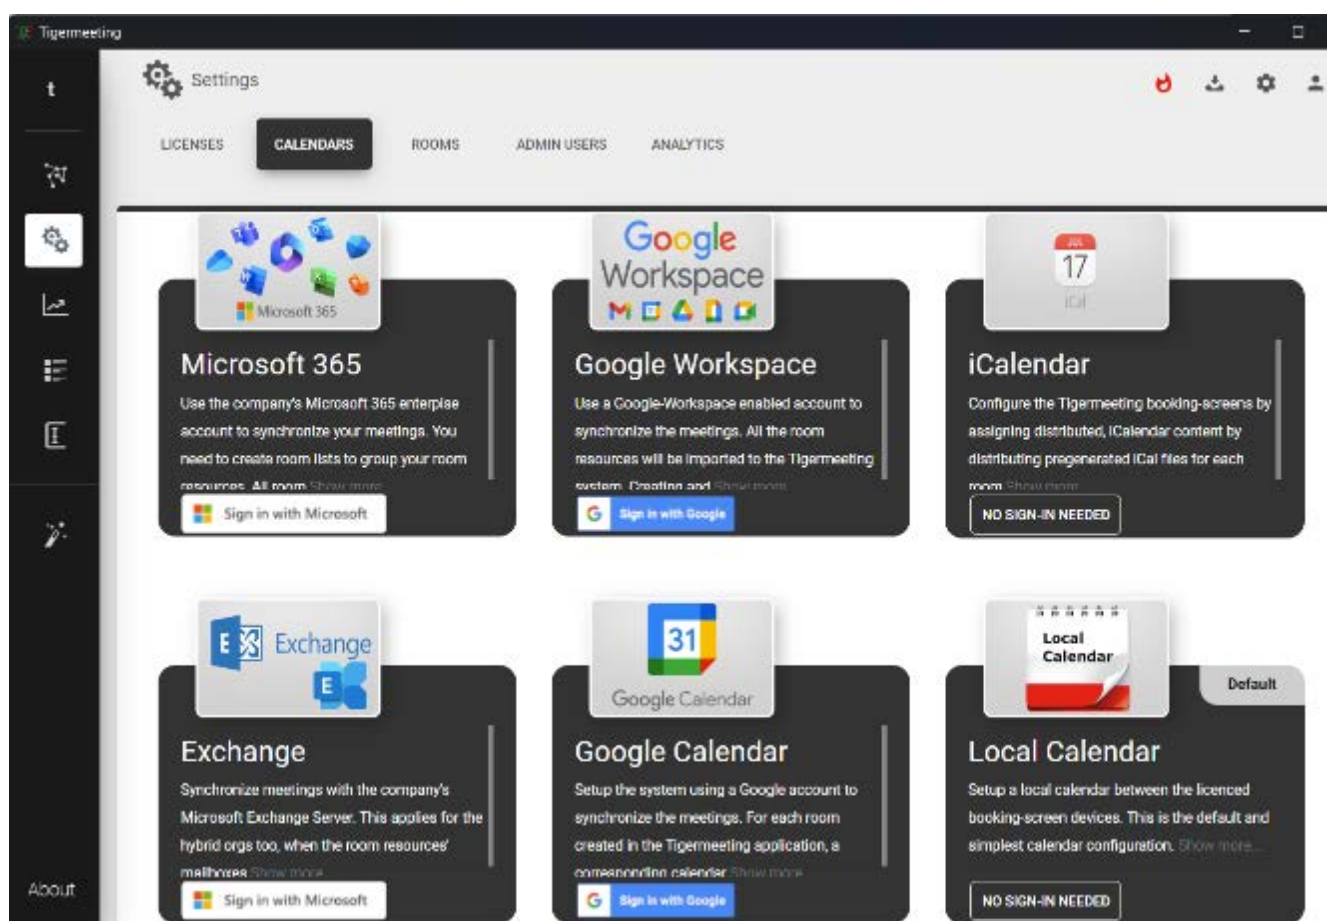 Tigermeeting
t
Settings
LICENSES
CALENDARS
ROOMS
ADMIN USERS
ANALYTICS
Microsoft 365
Google
Workspace
JUL
17
iCal
Microsoft 365
Use the company's Microsoft 365 enterpise
account to synchronize your meetings. You
need to create room lists to group your room
resources. All room Show more
Sign in with Microsoft
Google Workspace
Use a Google-Workspace enabled account to
synchronize the meetings. All the room
resources will be imported to the Tigermeeting
system. Creating and Show more
G Sign in with Google
iCalendar
Configure the Tigermeeting booking-screens by
assigning distributed, iCalendar content by
distributing pregenerated iCal files for each
room Show more
NO SIGN-IN NEEDED
E Exchange
E
31
Google Calendar
Local
Calendar
Default
Exchange
Synchronize meetings with the company's
Microsoft Exchange Server. This applies for the
hybrid orgs too, when the room resources'
mailboxes Show more
Sign in with Microsoft
Google Calendar
Setup the system using a Google account to
synchronize the meetings. For each room
created in the Tigermeeting application, a
corresponding calendar Show more
G Sign in with Google
Local Calendar
Setup a local calendar between the licenced
booking-screen devices. This is the default and
simplest calendar configuration. Show more...
NO SIGN-IN NEEDED
About